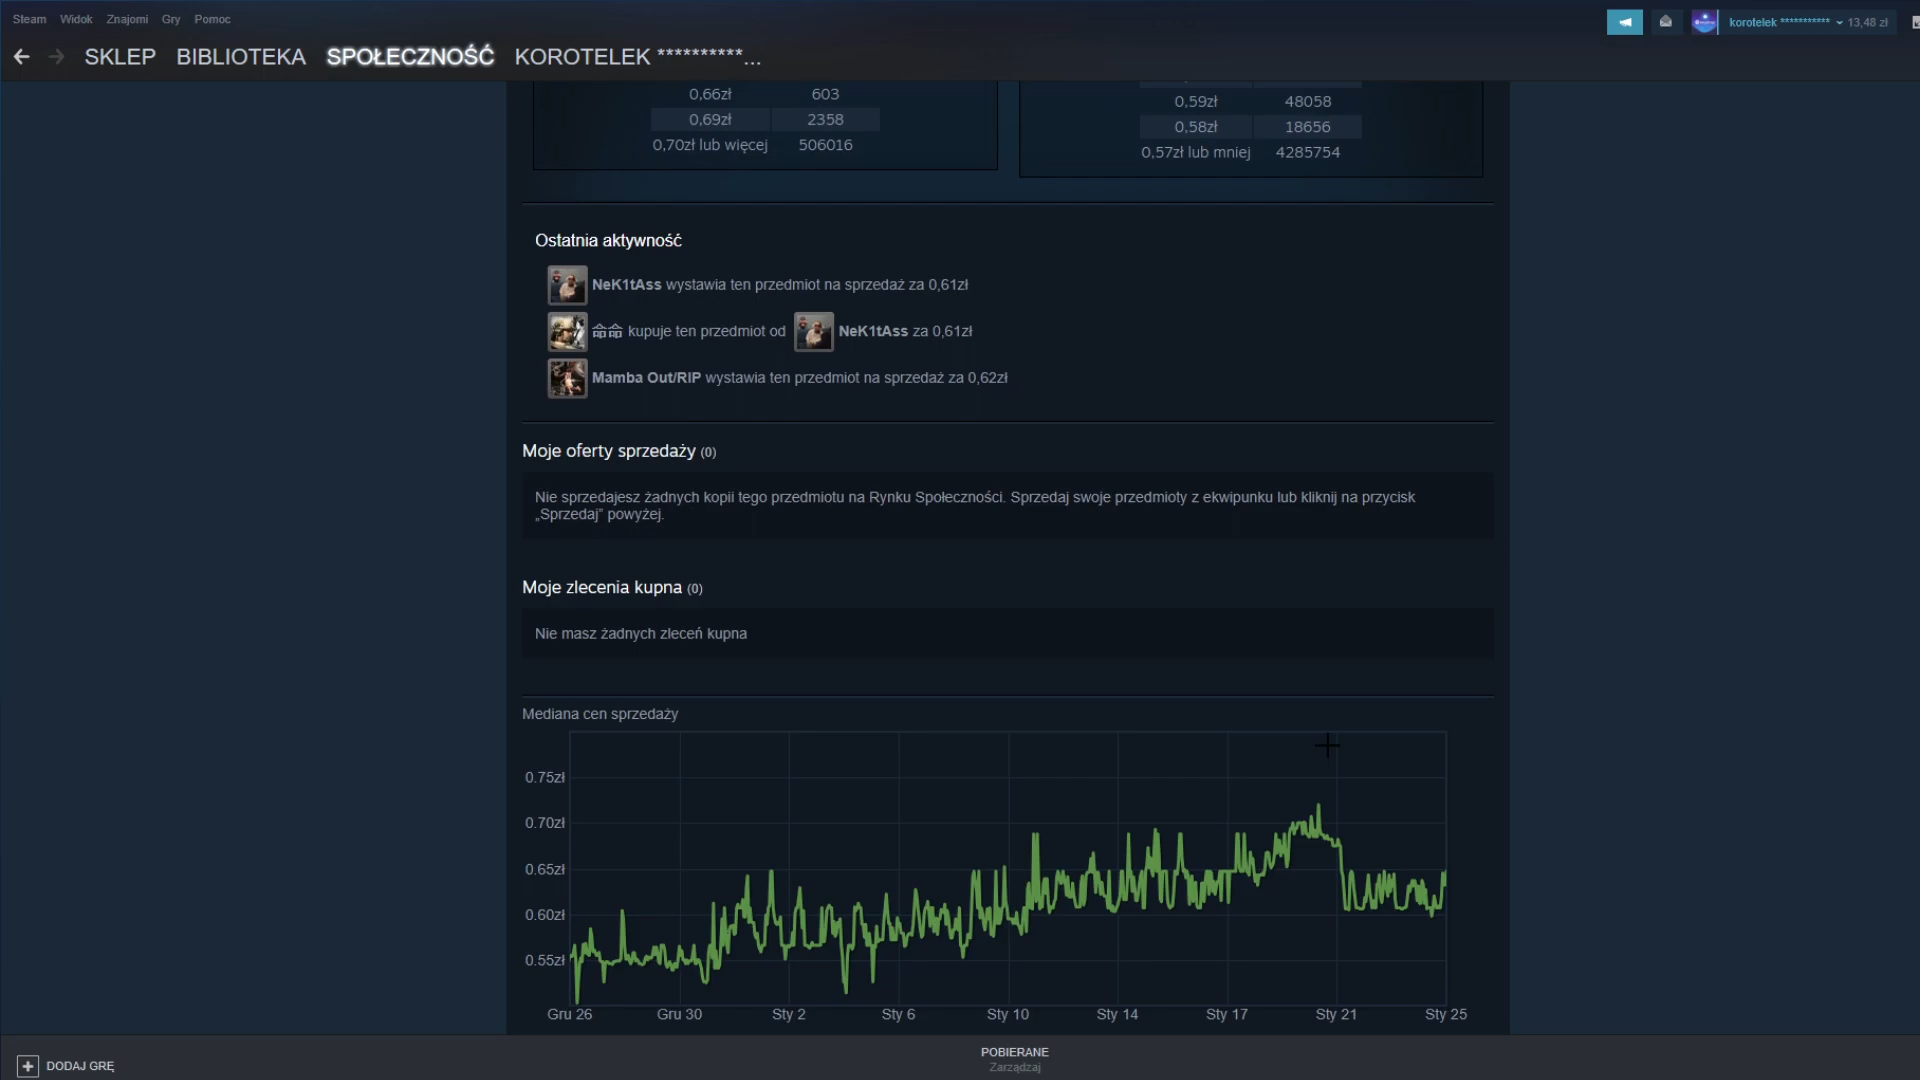 Steam Widok Znajomi Gry Pomoc
korotelek *********** 13,48 zł
SKLEP BIBLIOTEKA SPOŁECZNOŚĆ KOROTELEK **********...
0,66zł 603
0,69zł 2358
0,70zł lub więcej 506016
0,59zł 48058
0,58zł 18656
0,57zł lub mniej 4285754
Ostatnia aktywność
NeK1tAss wystawia ten przedmiot na sprzedaż za 0,61zł
命命 kupuje ten przedmiot od NeK1tAss za 0,61zł
Mamba Out/RIP wystawia ten przedmiot na sprzedaż za 0,62zł
Moje oferty sprzedaży (0)
Nie sprzedajesz żadnych kopii tego przedmiotu na Rynku Społeczności. Sprzedaj swoje przedmioty z ekwipunku lub kliknij na przycisk
„Sprzedaj” powyżej.
Moje zlecenia kupna (0)
Nie masz żadnych zleceń kupna
Mediana cen sprzedaży
0.75zł
0.70zł
0.65zł
0.60zł
0.55zł
Gru 26 Gru 30 Sty 2 Sty 6 Sty 10 Sty 14 Sty 17 Sty 21 Sty 25
DODAJ GRĘ
POBIERANE
Zarządzaj